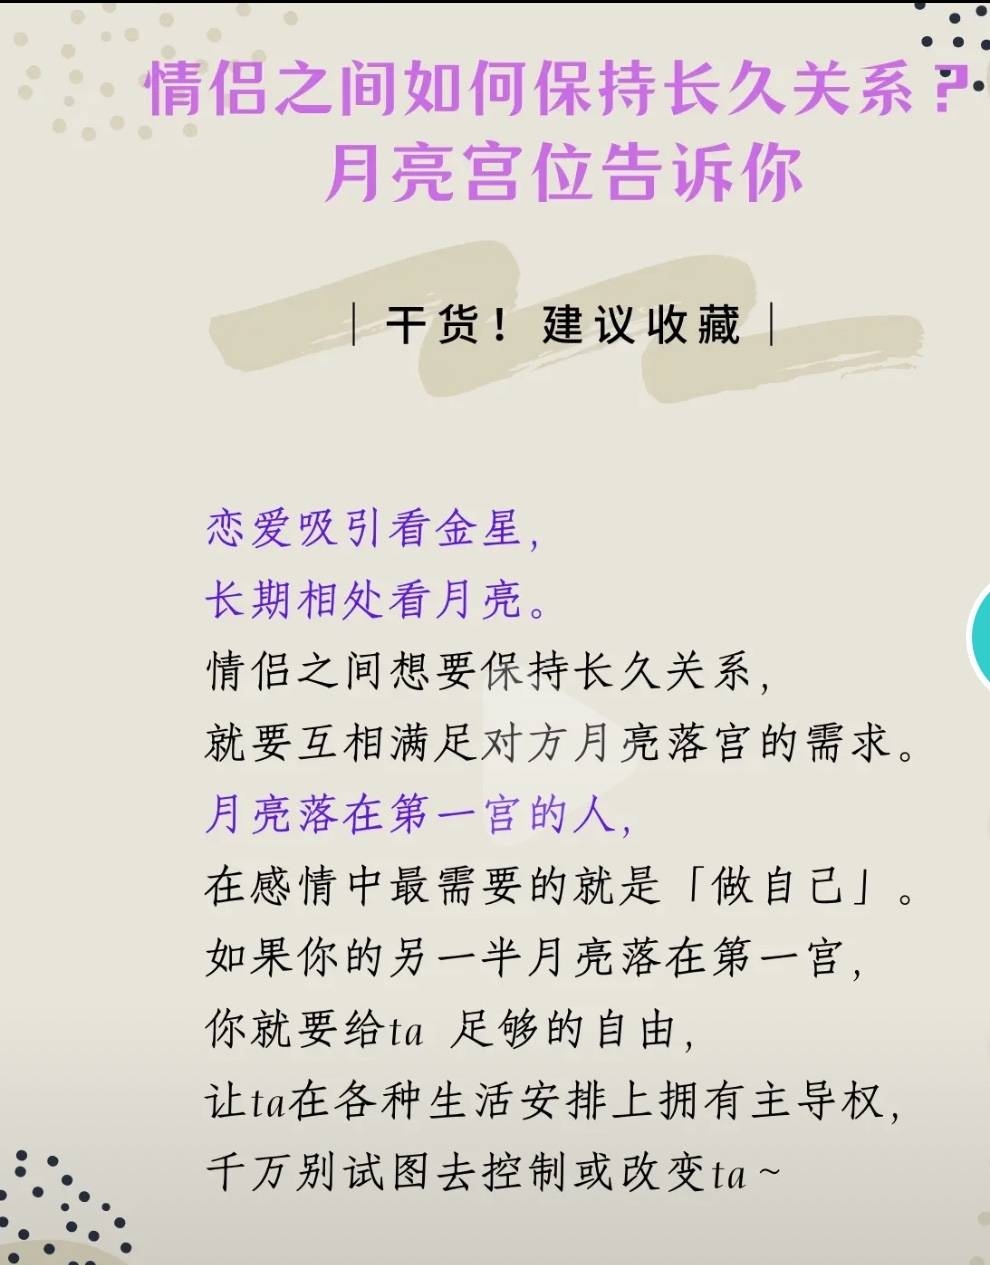 情侣之间如何保持长久关系?
月亮宫位告诉你
|干货!建议收藏|
恋爱吸引看金星,
长期相处看月亮。
情侣之间想要保持长久关系,
就要互相满足对方月亮落宫的需求。
月亮落在第一宫的人,
在感情中最需要的就是「做自己」。
如果你的另一半月亮落在第一宫,
你就要给ta 足够的自由,
让ta在各种生活安排上拥有主导权,
千万别试图去控制或改变ta~